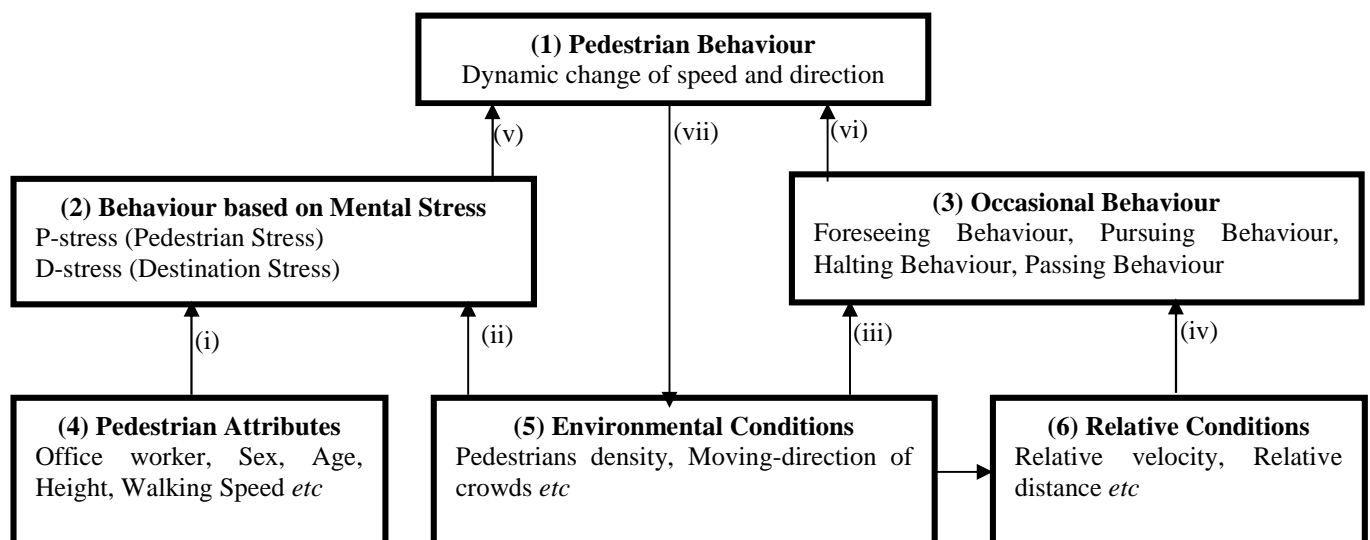 (1) Pedestrian Behaviour
Dynamic change of speed and direction
(v)
(vii)
(vi)
(2) Behaviour based on Mental Stress
P-stress (Pedestrian Stress)
D-stress (Destination Stress)
(3) Occasional Behaviour
Foreseeing Behaviour, Pursuing Behaviour,
Halting Behaviour, Passing Behaviour
(i)
(ii)
(iii)
(iv)
(4) Pedestrian Attributes
Office worker, Sex, Age,
Height, Walking Speed etc
(5) Environmental Conditions
Pedestrians density, Moving-direction of
crowds etc
(6) Relative Conditions
Relative velocity, Relative
distance etc